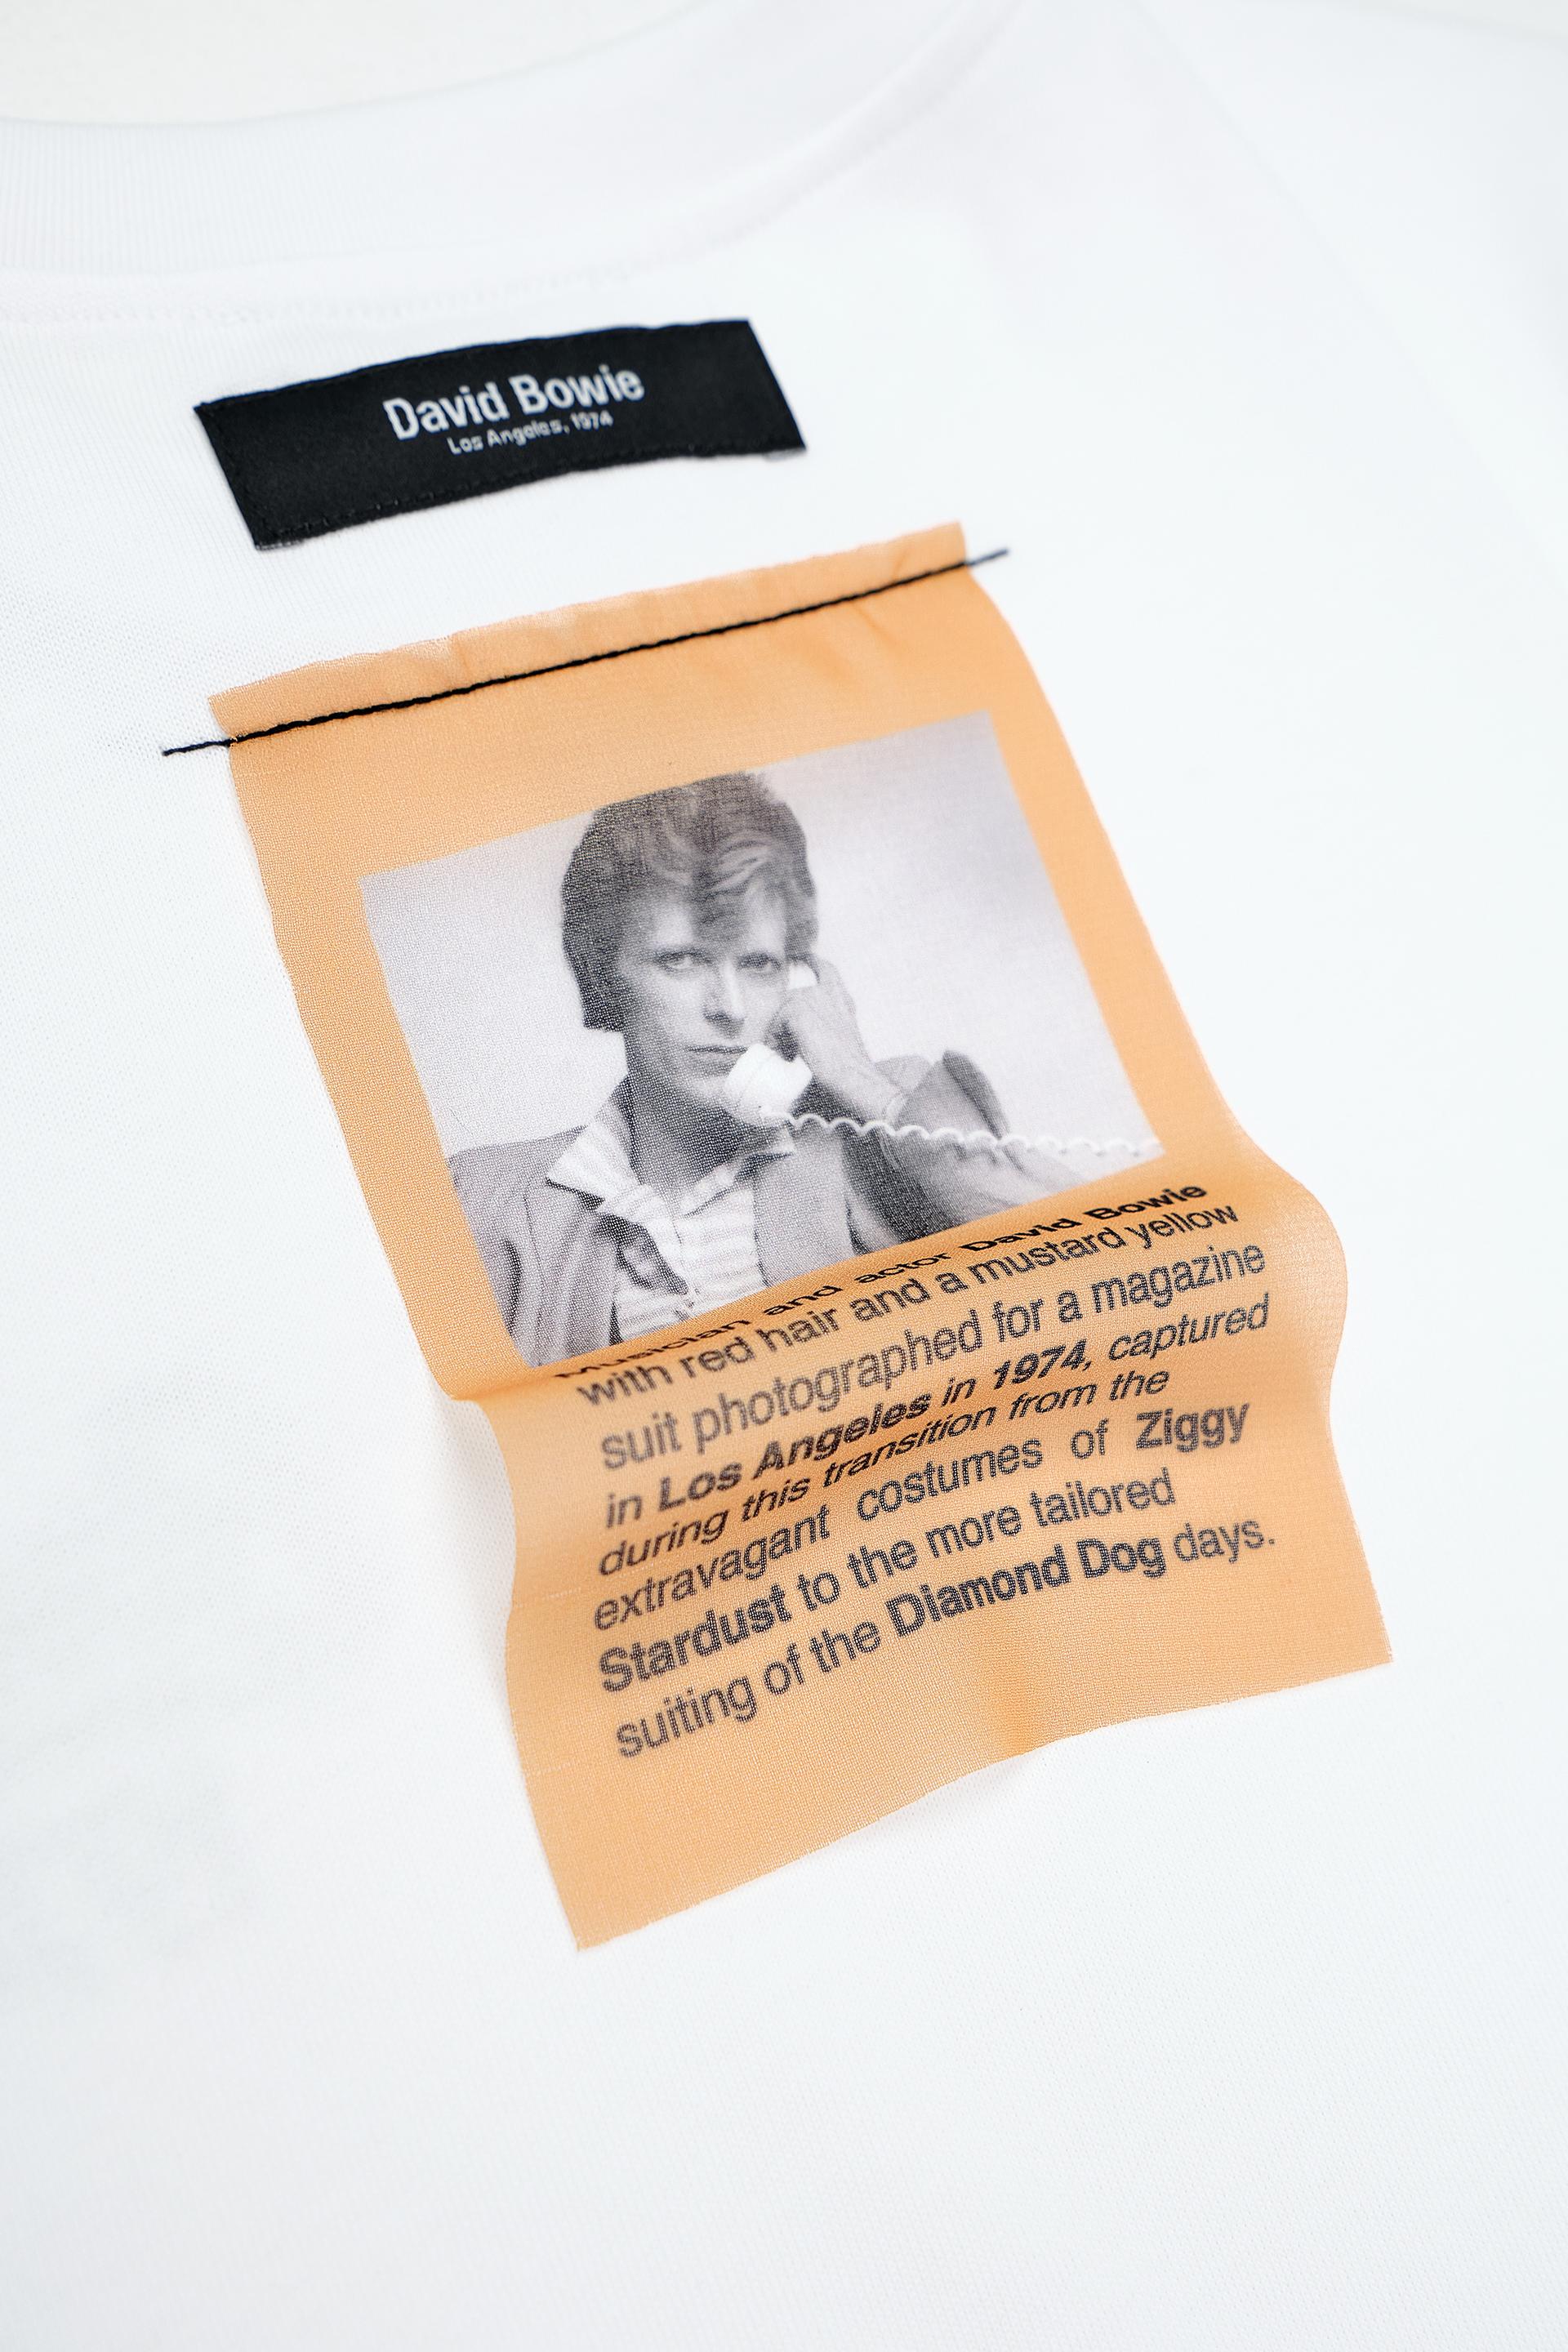 David Bowie
Los Angeles, 1974
Musician and actor David Bowie
with red hair and a mustard yellow
suit photographed for a magazine
in Los Angeles in 1974, captured
during this transition from the
extravagant costumes of Ziggy
Stardust to the more tailored
suiting of the Diamond Dog days.